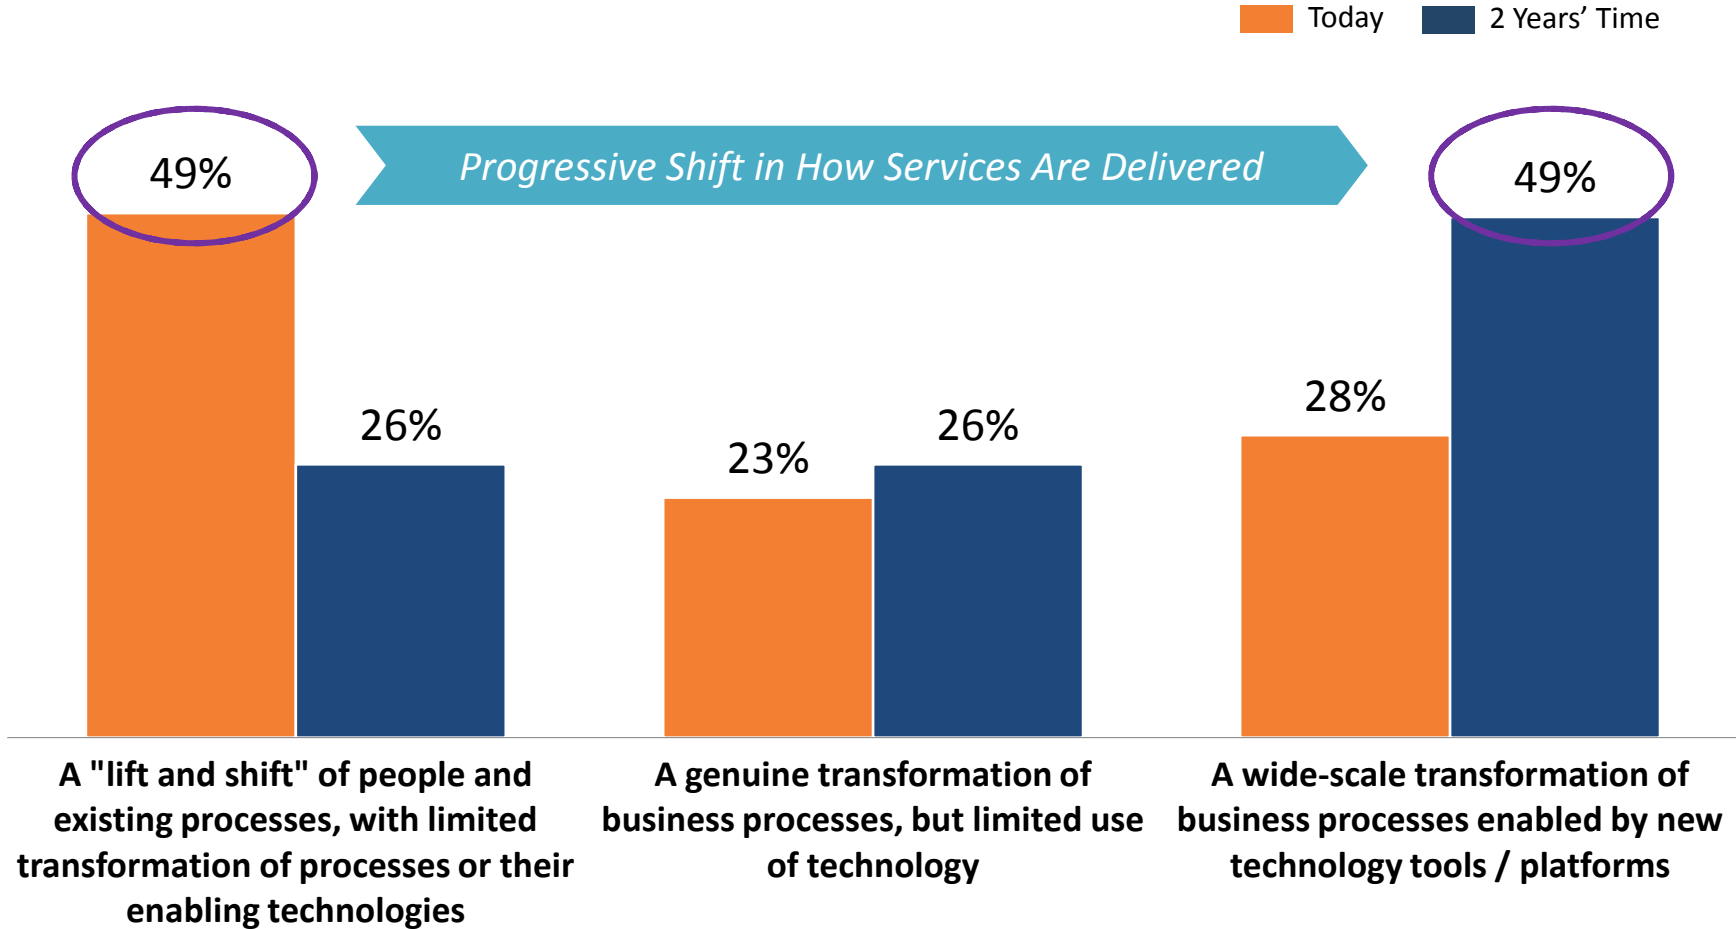 Today
2 Years’ Time
49%
Progressive Shift in How Services Are Delivered
49%
26%
23%
26%
28%
A "lift and shift" of people and
existing processes, with limited
transformation of processes or their
enabling technologies
A genuine transformation of
business processes, but limited use
of technology
A wide-scale transformation of
business processes enabled by new
technology tools / platforms